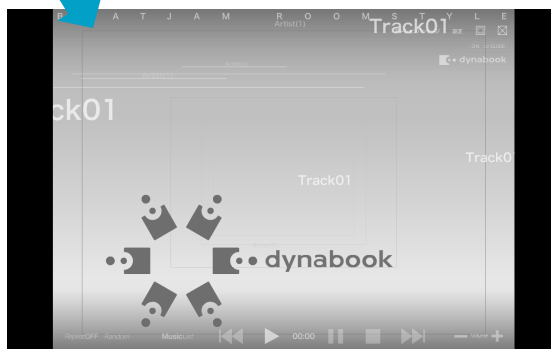 B A T J A M R O O M S T Y L E
Artist(1)
Track01
dynabook
ck01
Track0
Track01
dynabook
RepeatOFF Random MusicList 00:00 Volume